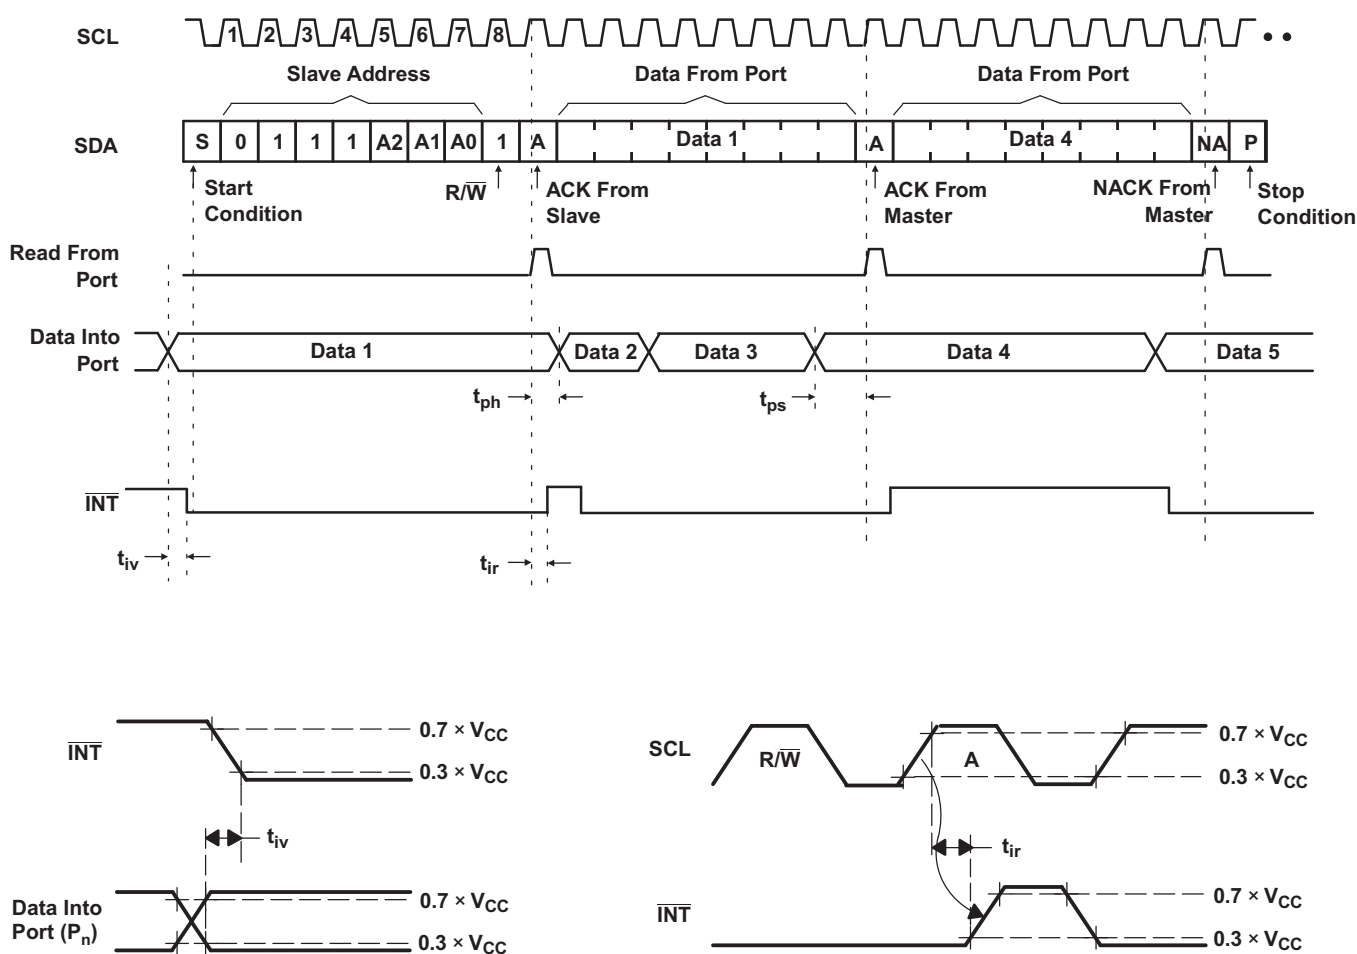 SCL
1 2 3 4 5 6 7 8
Slave Address
Data From Port
Data From Port
SDA
S 0 1 1 1 A2 A1 A0 1 A Data 1 A Data 4 NA P
Start
Condition
R/W̅
ACK From
Slave
ACK From
Master
NACK From
Master
Stop
Condition
Read From
Port
Data Into
Port
Data 1 Data 2 Data 3 Data 4 Data 5
tph
tps
I̅N̅T̅
tiv
tir
I̅N̅T̅
0.7 × VCC
0.3 × VCC
tiv
Data Into
Port (Pn)
0.7 × VCC
0.3 × VCC
SCL
R/W̅
A
0.7 × VCC
0.3 × VCC
tir
I̅N̅T̅
0.7 × VCC
0.3 × VCC